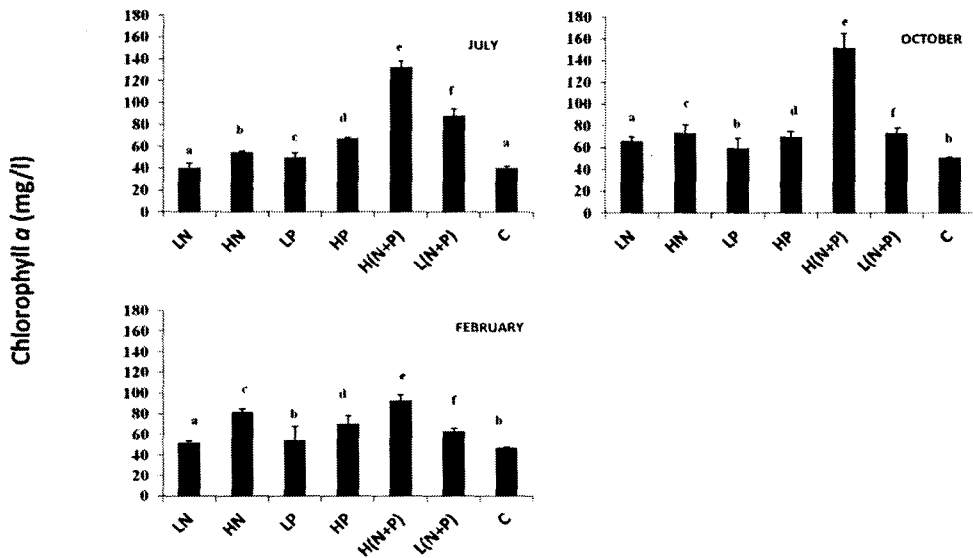 Chlorophyll a (mg/l)
JULY
180
160
140
120
100
80
60
40
20
0
a
b
c
d
e
f
a
LN
HN
LP
HP
H(N+P)
L(N+P)
C
OCTOBER
180
160
140
120
100
80
60
40
20
0
a
c
b
d
e
f
b
LN
HN
LP
HP
H(N+P)
L(N+P)
C
FEBRUARY
180
160
140
120
100
80
60
40
20
0
a
c
b
d
e
f
b
LN
HN
LP
HP
H(N+P)
L(N+P)
C